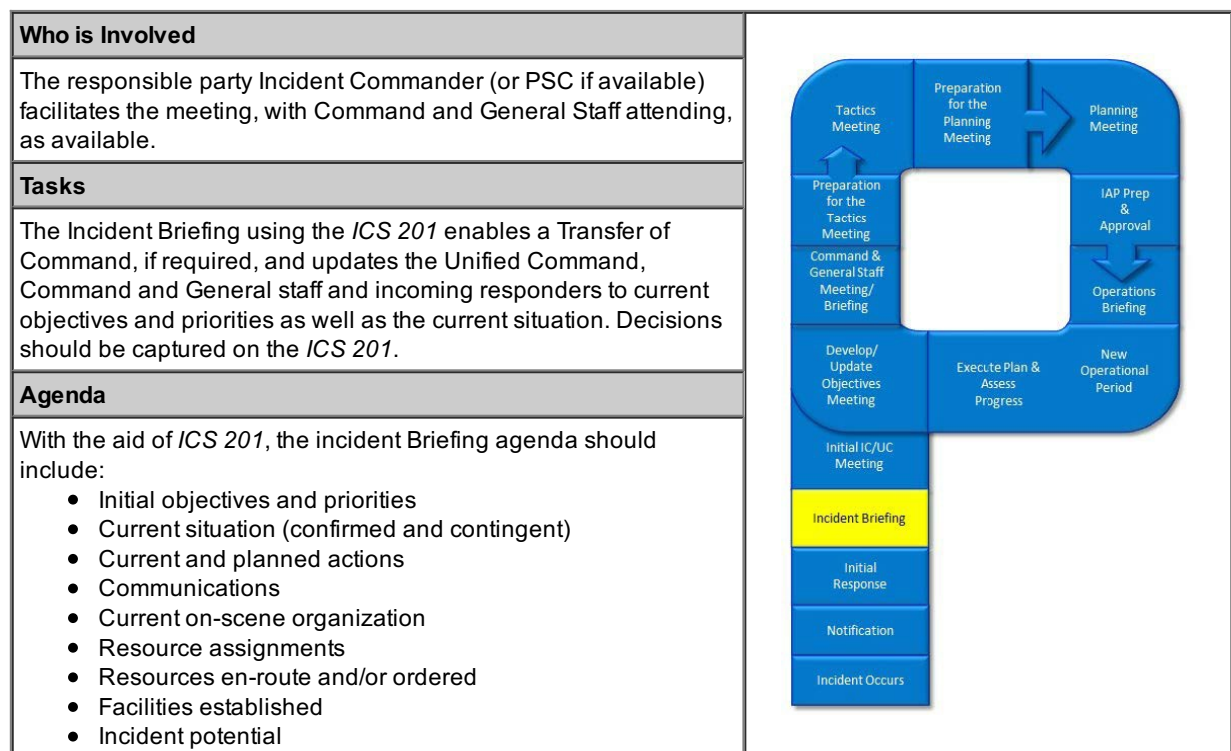 Who is Involved
The responsible party Incident Commander (or PSC if available)
facilitates the meeting, with Command and General Staff attending,
as available.
Tasks
The Incident Briefing using the ICS 201 enables a Transfer of
Command, if required, and updates the Unified Command,
Command and General staff and incoming responders to current
objectives and priorities as well as the current situation. Decisions
should be captured on the ICS 201.
Agenda
With the aid of ICS 201, the incident Briefing agenda should
include:
• Initial objectives and priorities
• Current situation (confirmed and contingent)
• Current and planned actions
• Communications
• Current on-scene organization
• Resource assignments
• Resources en-route and/or ordered
• Facilities established
• Incident potential
Tactics
Meeting
Preparation
for the
Planning
Meeting
Planning
Meeting
Preparation
for the
Tactics
Meeting
IAP Prep
&
Approval
Command &
General Staff
Meeting/
Briefing
Operations
Briefing
Develop/
Update
Objectives
Meeting
Execute Plan &
Assess
Progress
New
Operational
Period
Initial IC/UC
Meeting
Incident Briefing
Initial
Response
Notification
Incident Occurs